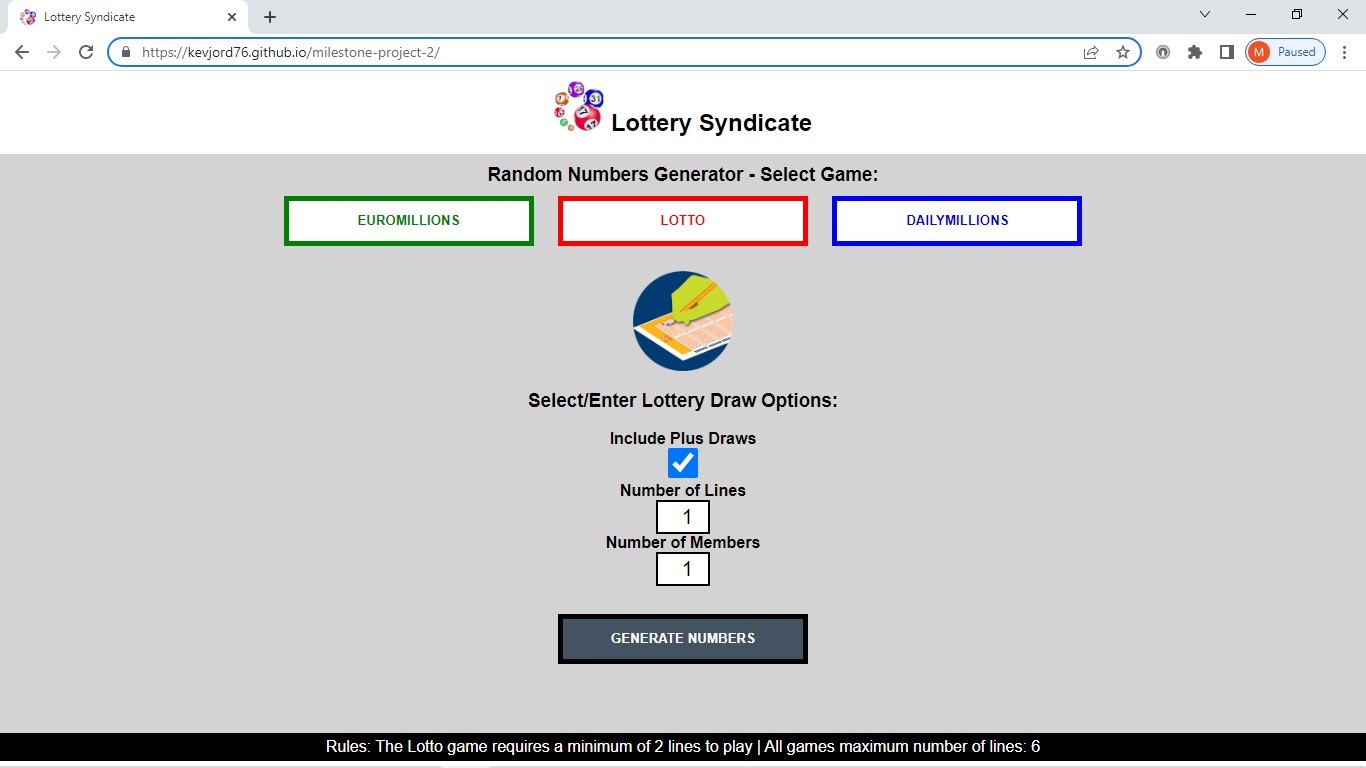 Lottery Syndicate
https://kevjord76.github.io/milestone-project-2/
M Paused
Lottery Syndicate
Random Numbers Generator - Select Game:
EUROMILLIONS
LOTTO
DAILYMILLIONS
Select/Enter Lottery Draw Options:
Include Plus Draws
Number of Lines
1
Number of Members
1
GENERATE NUMBERS
Rules: The Lotto game requires a minimum of 2 lines to play | All games maximum number of lines: 6